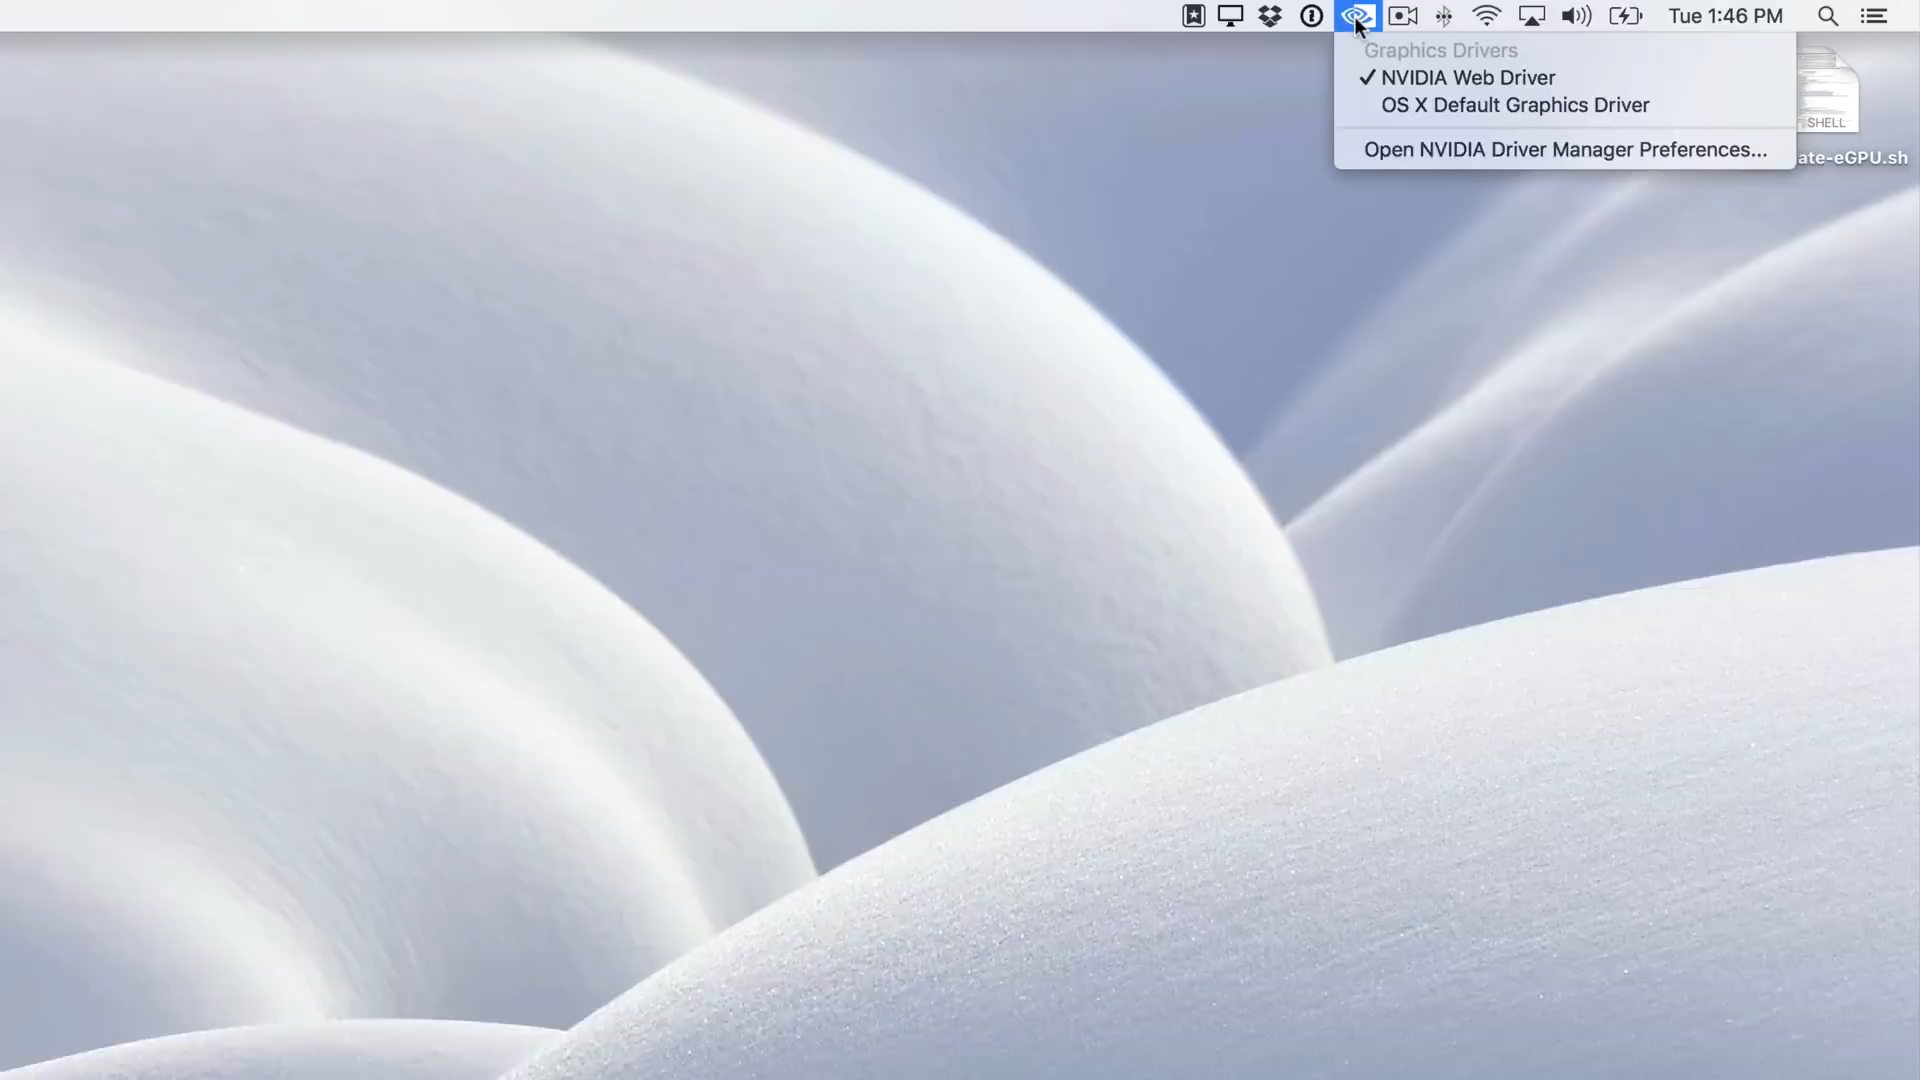 Tue 1:46 PM
Graphics Drivers
✓ NVIDIA Web Driver
OS X Default Graphics Driver
Open NVIDIA Driver Manager Preferences...
SHELL
ate-eGPU.sh